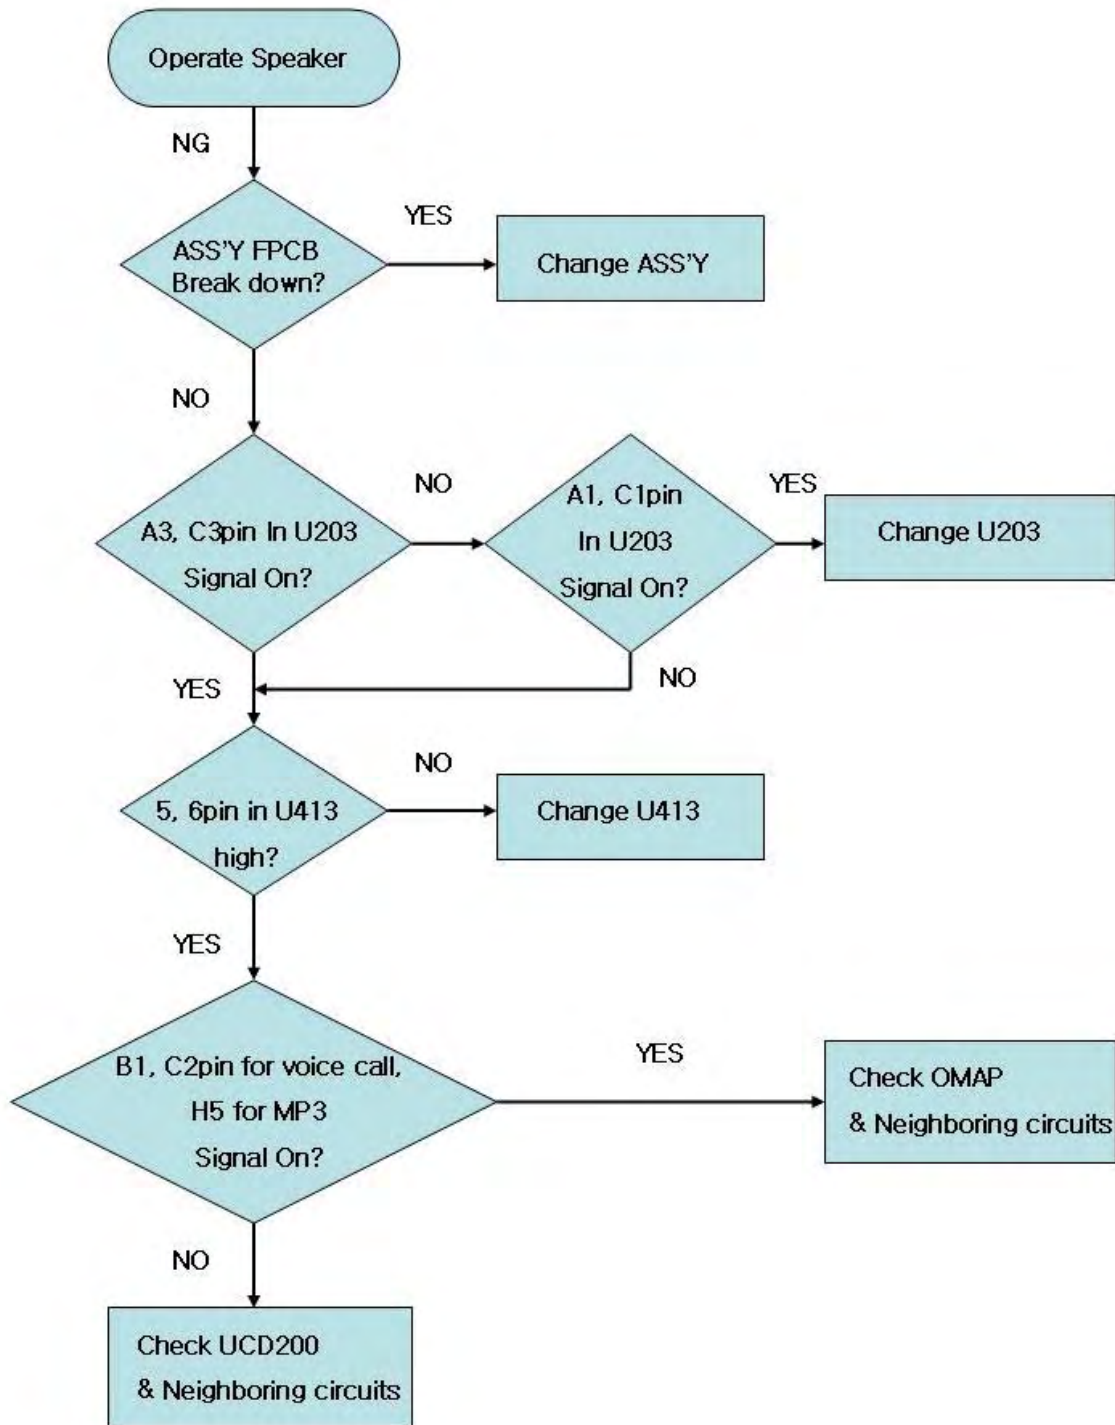 Operate Speaker
NG
YES
ASS'Y FPCB
Break down?
Change ASS'Y
NO
NO
YES
A3, C3pin In U203
Signal On?
A1, C1pin
In U203
Signal On?
Change U203
YES
NO
NO
5, 6pin in U413
high?
Change U413
YES
B1, C2pin for voice call,
H5 for MP3
Signal On?
YES
Check OMAP
& Neighboring circuits
NO
Check UCD200
& Neighboring circuits